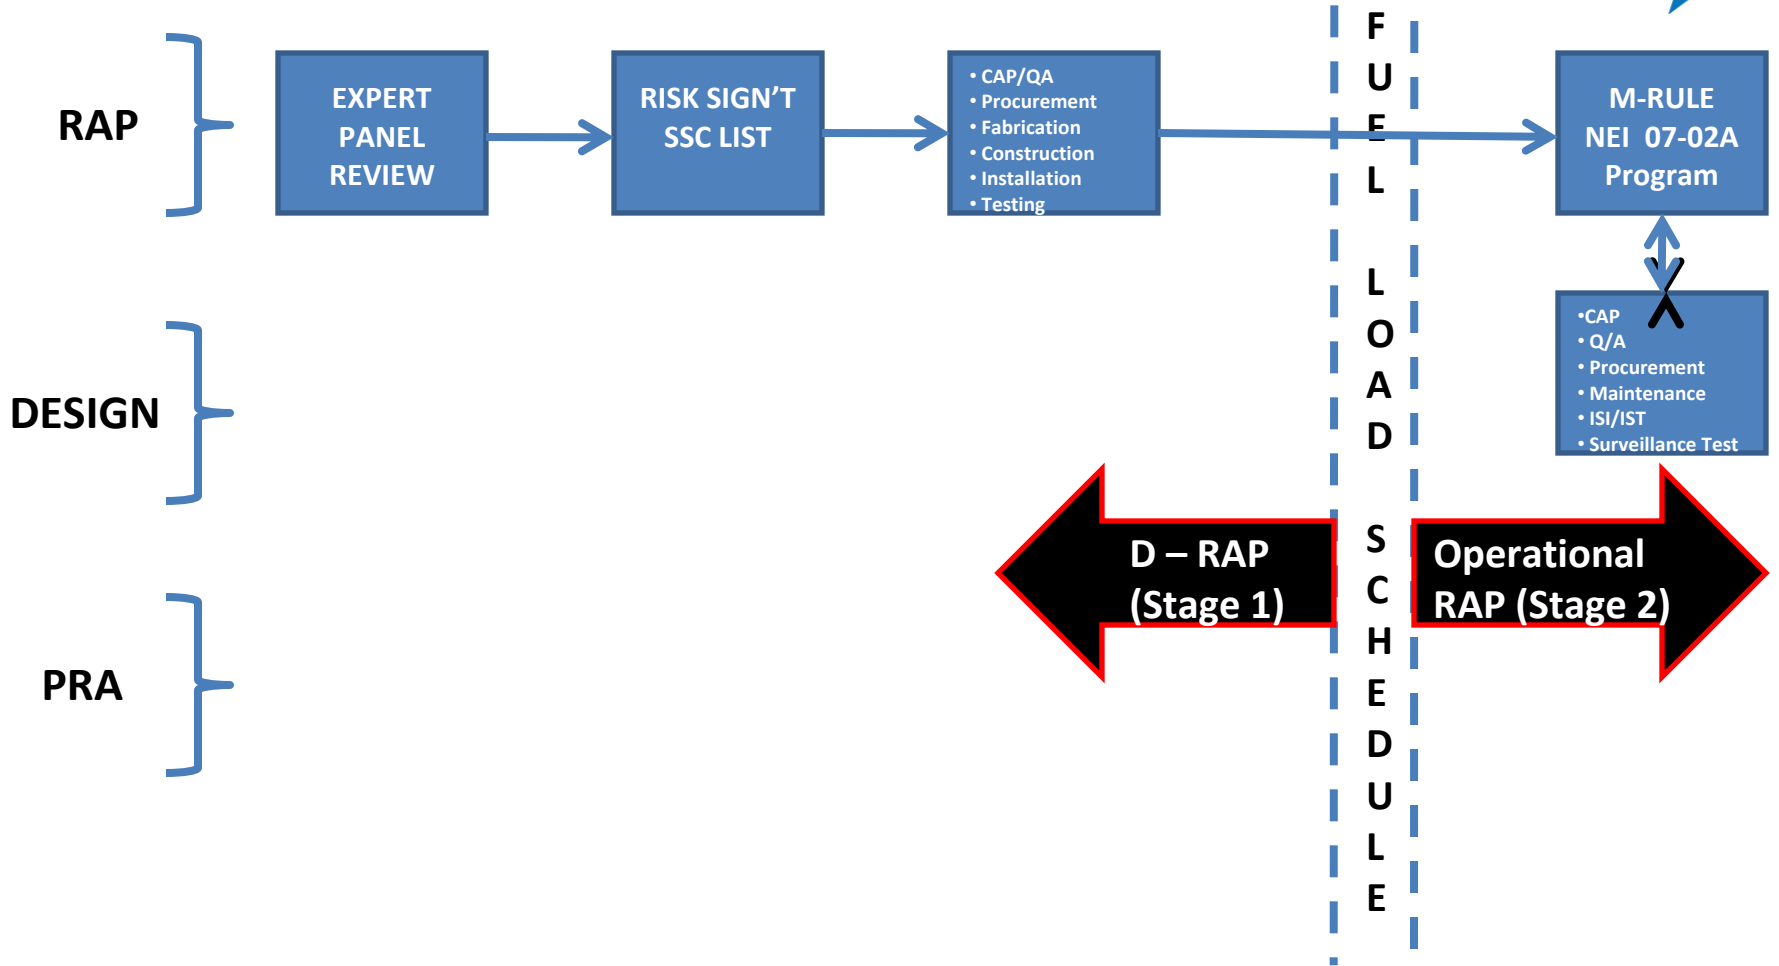 RAP
EXPERT
PANEL
REVIEW
RISK SIGN’T
SSC LIST
• CAP/QA
• Procurement
• Fabrication
• Construction
• Installation
• Testing
F
U
E
L
L
O
A
D
S
C
H
E
D
U
L
E
M-RULE
NEI 07-02A
Program
•CAP
• Q/A
• Procurement
• Maintenance
• ISI/IST
• Surveillance Test
DESIGN
D – RAP
(Stage 1)
Operational
RAP (Stage 2)
PRA